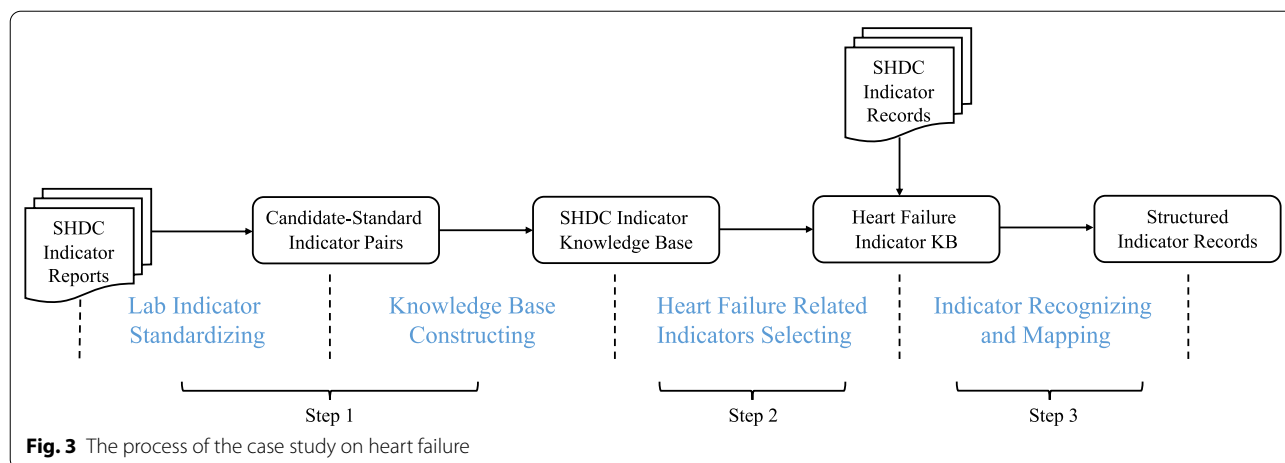 SHDC
Indicator
Records
SHDC
Indicator
Reports
Candidate-Standard
Indicator Pairs
SHDC Indicator
Knowledge Base
Heart Failure
Indicator KB
Structured
Indicator Records
Lab Indicator
Standardizing
Knowledge Base
Constructing
Heart Failure Related
Indicators Selecting
Indicator Recognizing
and Mapping
Step 1
Step 2
Step 3
Fig. 3 The process of the case study on heart failure